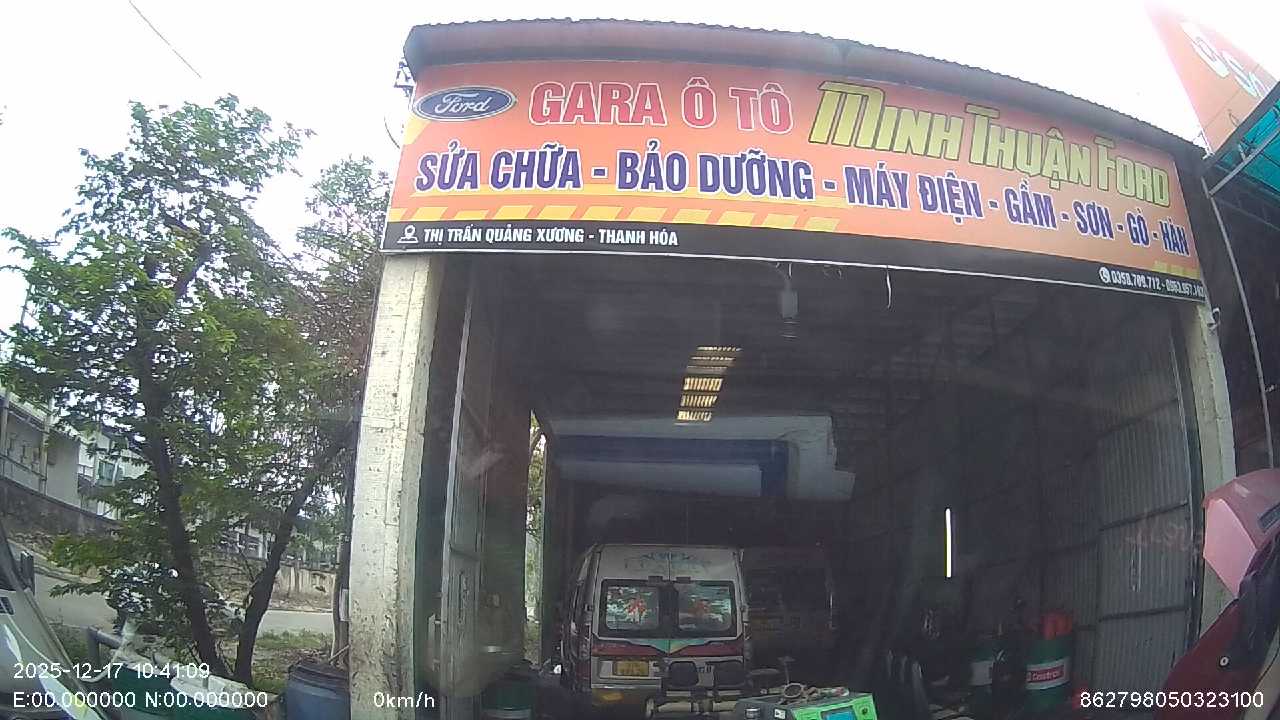 Ford
GARA Ô TÔ MINH THUẬN FORD
SỬA CHỮA - BẢO DƯỠNG - MÁY ĐIỆN - GẦM - SƠN - GÒ - HÀN
THỊ TRẤN QUẢNG XƯƠNG - THANH HÓA
Castrol
2025-12-17 10:41:09
E:00.000000 N:00.000000 0km/h 862798050323100